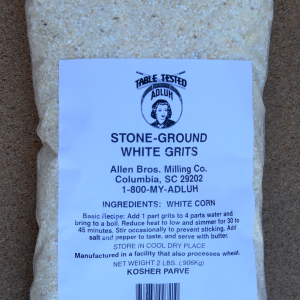 TABLE TESTED
ADLUH
STONE-GROUND
WHITE GRITS
Allen Bros. Milling Co.
Columbia, SC 29202
1-800-MY-ADLUH
INGREDIENTS: WHITE CORN
Basic Recipe: Add 1 part grits to 4 parts water and
bring to a boil. Reduce heat to low and simmer for 30 to
45 minutes. Stir occasionally to prevent sticking. Add
salt and pepper to taste, and serve with butter.
STORE IN COOL DRY PLACE
Manufactured in a facility that also processes wheat.
NET WEIGHT 2 LBS. (.906Kg)
KOSHER PARVE